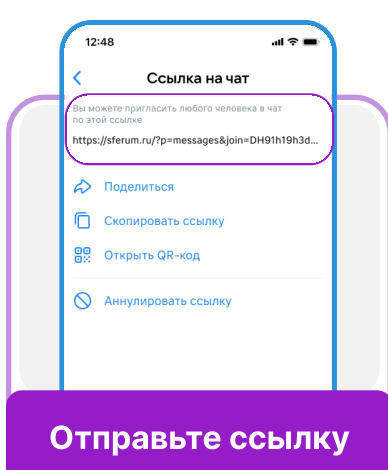 12:48
Ссылка на чат
Вы можете пригласить любого человека в чат
по этой ссылке
https://sferum.ru/?p=messages&join=DH91h19h3d...
Поделиться
Скопировать ссылку
Открыть QR-код
Аннулировать ссылку
Отправьте ссылку